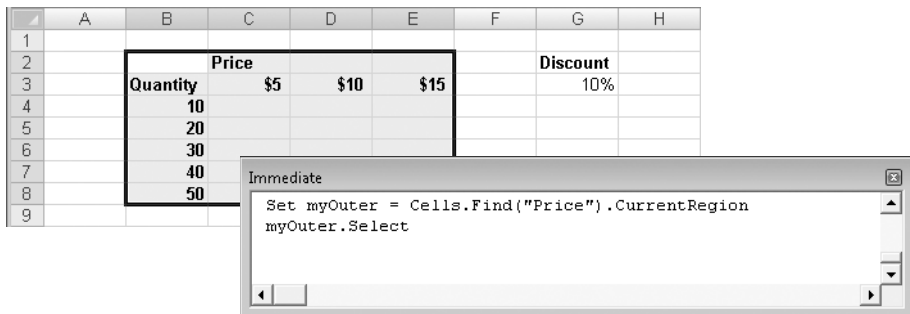 A B C D E F G H
1
2 Price Discount
3 Quantity $5 $10 $15 10%
4 10
5 20
6 30
7 40
8 50
9
Immediate
Set myOuter = Cells.Find("Price").CurrentRegion
myOuter.Select